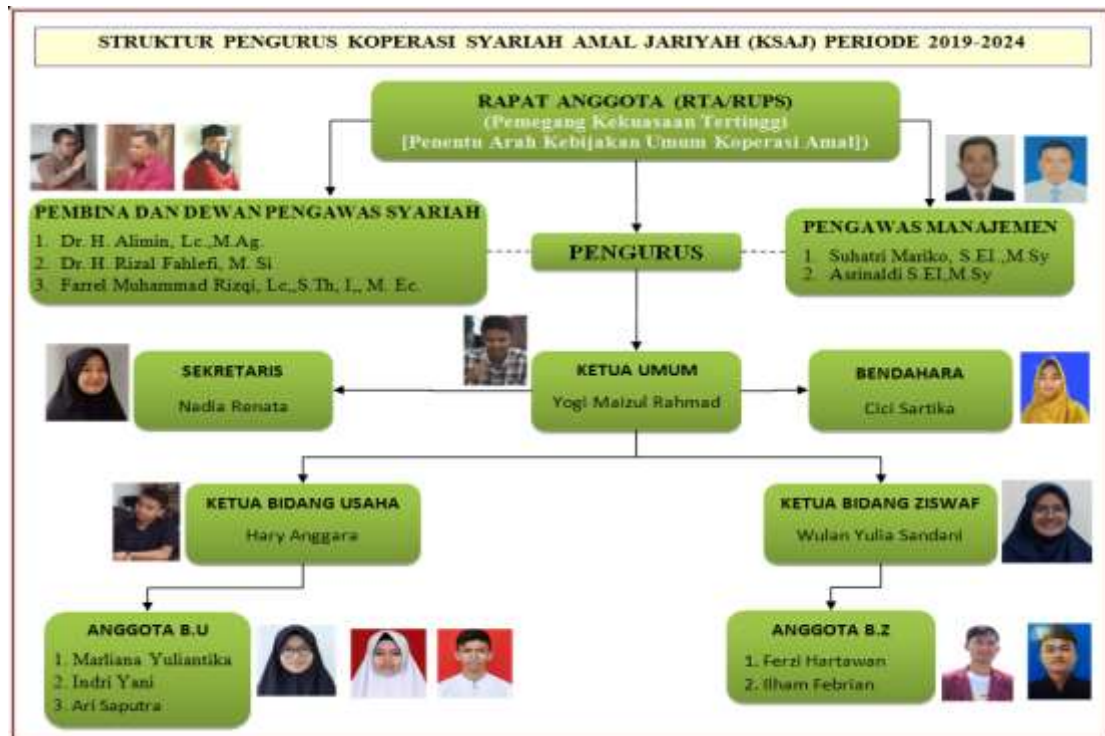 STRUKTUR PENGURUS KOPERASI SYARIAH AMAL JARIYAH (KSAJ) PERIODE 2019-2024
RAPAT ANGGOTA (RTA/RUPS)
(Pemegang Kekuasaan Tertinggi
[Penentu Arah Kebijakan Umum Koperasi Amal])
PEMBINA DAN DEWAN PENGAWAS SYARIAH
1. Dr. H. Alimin, Lc.,M.Ag.
2. Dr. H. Rizal Fahlefi, M. Si
3. Farrel Muhammad Rizqi, Lc,,S.Th, I,, M. Ec.
PENGURUS
PENGAWAS MANAJEMEN
1. Suhatri Mariko, S.EI .,M.Sy
2. Asrinaldi S.EI,M.Sy
SEKRETARIS
Nadia Renata
KETUA UMUM
Yogi Maizul Rahmad
BENDAHARA
Cici Sartika
KETUA BIDANG USAHA
Hary Anggara
KETUA BIDANG ZISWAF
Wulan Yulia Sandani
ANGGOTA B.U
1. Marliana Yuliantika
2. Indri Yani
3. Ari Saputra
ANGGOTA B.Z
1. Ferzi Hartawan
2. Ilham Febrian